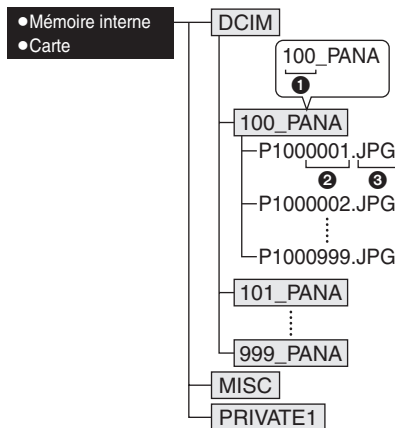 ●Mémoire interne
●Carte
DCIM
100_PANA
❶
100_PANA
P1000001.JPG
❷ ❸
P1000002.JPG
P1000999.JPG
101_PANA
999_PANA
MISC
PRIVATE1